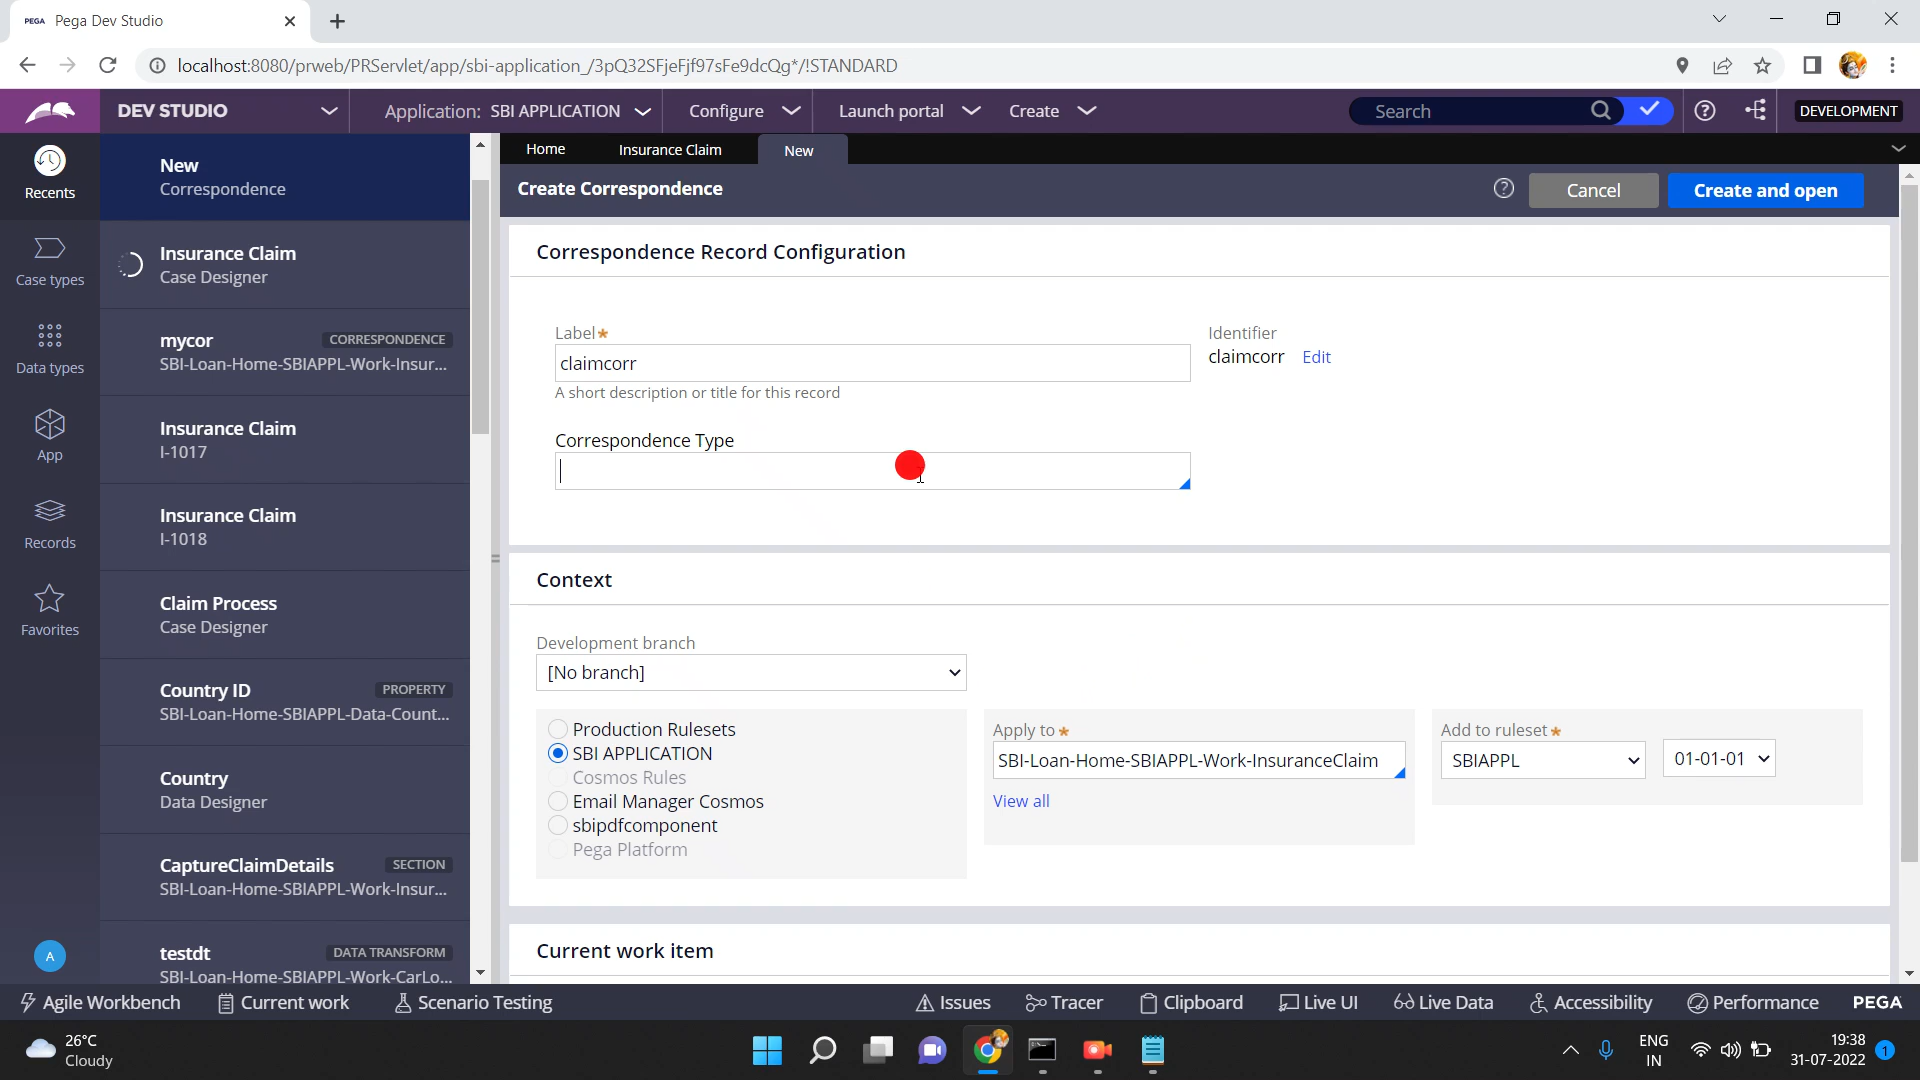 PEGA Pega Dev Studio
localhost:8080/prweb/PRServlet/app/sbi-application_/3pQ32SFjeFjf97sFe9dcQg*/!STANDARD
DEV STUDIO
Application: SBI APPLICATION
Configure
Launch portal
Create
Search
DEVELOPMENT
Recents
Case types
Data types
App
Records
Favorites
A
New
Correspondence
Insurance Claim
Case Designer
mycor CORRESPONDENCE
SBI-Loan-Home-SBIAPPL-Work-Insur...
Insurance Claim
I-1017
Insurance Claim
I-1018
Claim Process
Case Designer
Country ID PROPERTY
SBI-Loan-Home-SBIAPPL-Data-Count...
Country
Data Designer
CaptureClaimDetails SECTION
SBI-Loan-Home-SBIAPPL-Work-Insur...
testdt DATA TRANSFORM
SBI-Loan-Home-SBIAPPL-Work-CarLo...
Home
Insurance Claim
New
Create Correspondence
Cancel
Create and open
Correspondence Record Configuration
Label*
claimcorr
A short description or title for this record
Identifier
claimcorr Edit
Correspondence Type
Context
Development branch
[No branch]
Production Rulesets
SBI APPLICATION
Cosmos Rules
Email Manager Cosmos
sbipdfcomponent
Pega Platform
Apply to*
SBI-Loan-Home-SBIAPPL-Work-InsuranceClaim
View all
Add to ruleset*
SBIAPPL
01-01-01
Current work item
Agile Workbench
Current work
Scenario Testing
Issues
Tracer
Clipboard
Live UI
Live Data
Accessibility
Performance
PEGA
26°C
Cloudy
ENG
IN
19:38
31-07-2022
1